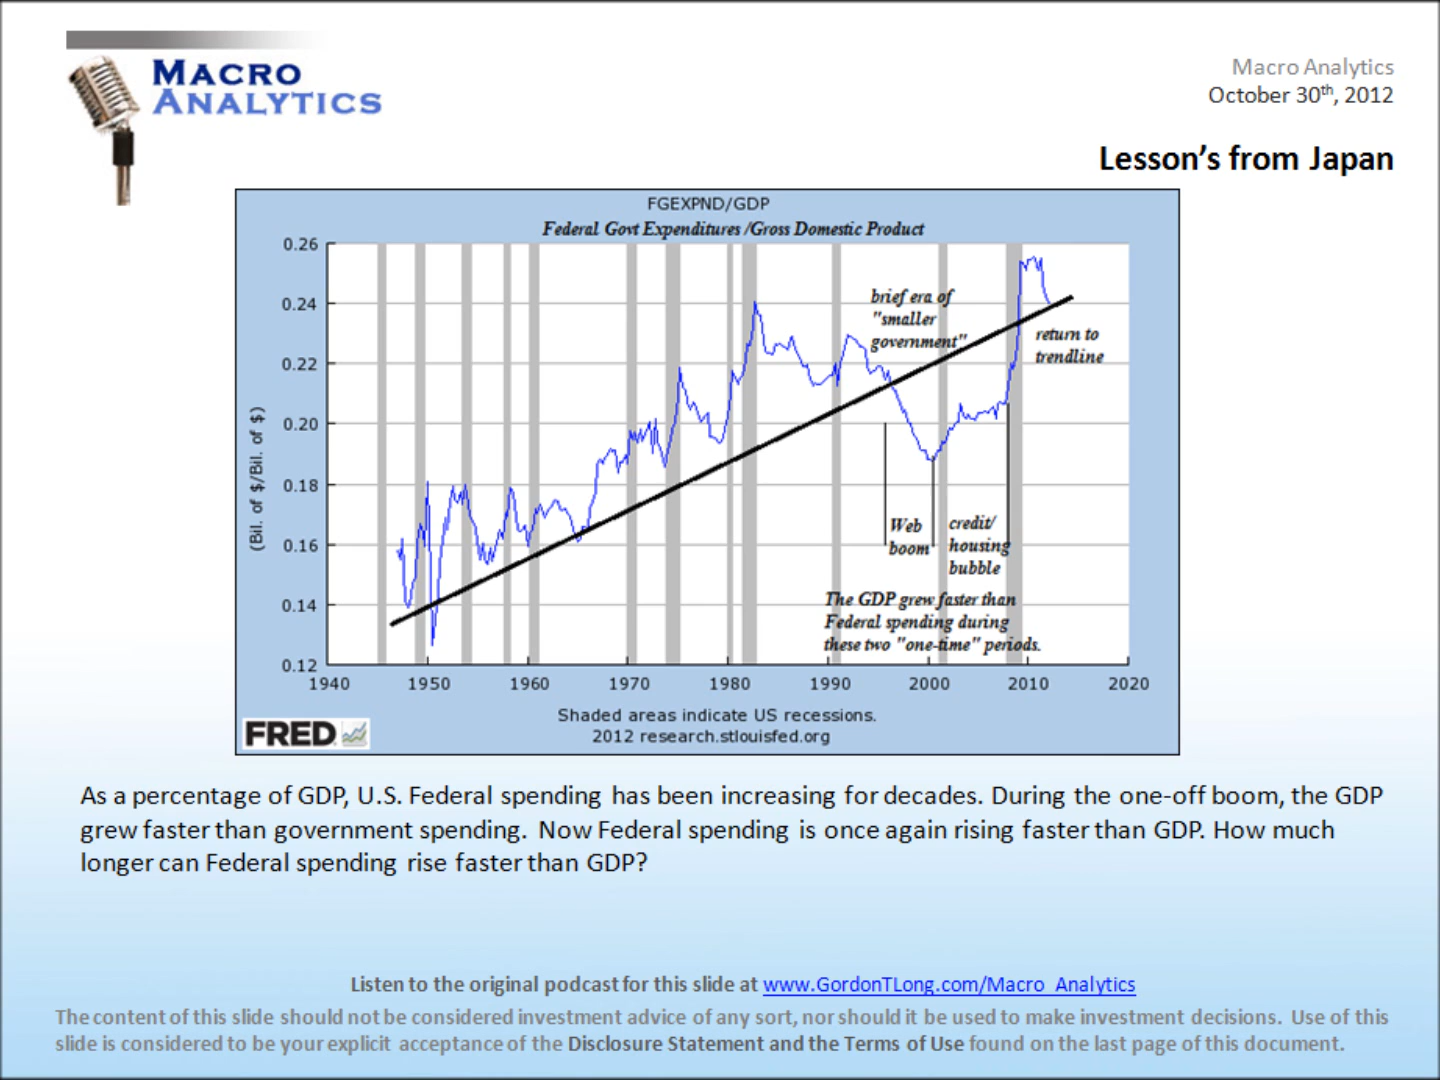 MACRO
ANALYTICS
Macro Analytics
October 30th, 2012
Lesson's from Japan
FGEXPND/GDP
Federal Govt Expenditures /Gross Domestic Product
(Bil. of $/Bil. of $)
0.26
0.24
0.22
0.20
0.18
0.16
0.14
0.12
brief era of
"smaller
government"
return to
trendline
Web
boom
credit/
housing
bubble
The GDP grew faster than
Federal spending during
these two "one-time" periods.
1940 1950 1960 1970 1980 1990 2000 2010 2020
Shaded areas indicate US recessions.
2012 research.stlouisfed.org
FRED
As a percentage of GDP, U.S. Federal spending has been increasing for decades. During the one-off boom, the GDP
grew faster than government spending. Now Federal spending is once again rising faster than GDP. How much
longer can Federal spending rise faster than GDP?
Listen to the original podcast for this slide at www.GordonTLong.com/Macro_Analytics
The content of this slide should not be considered investment advice of any sort, nor should it be used to make investment decisions. Use of this
slide is considered to be your explicit acceptance of the Disclosure Statement and the Terms of Use found on the last page of this document.